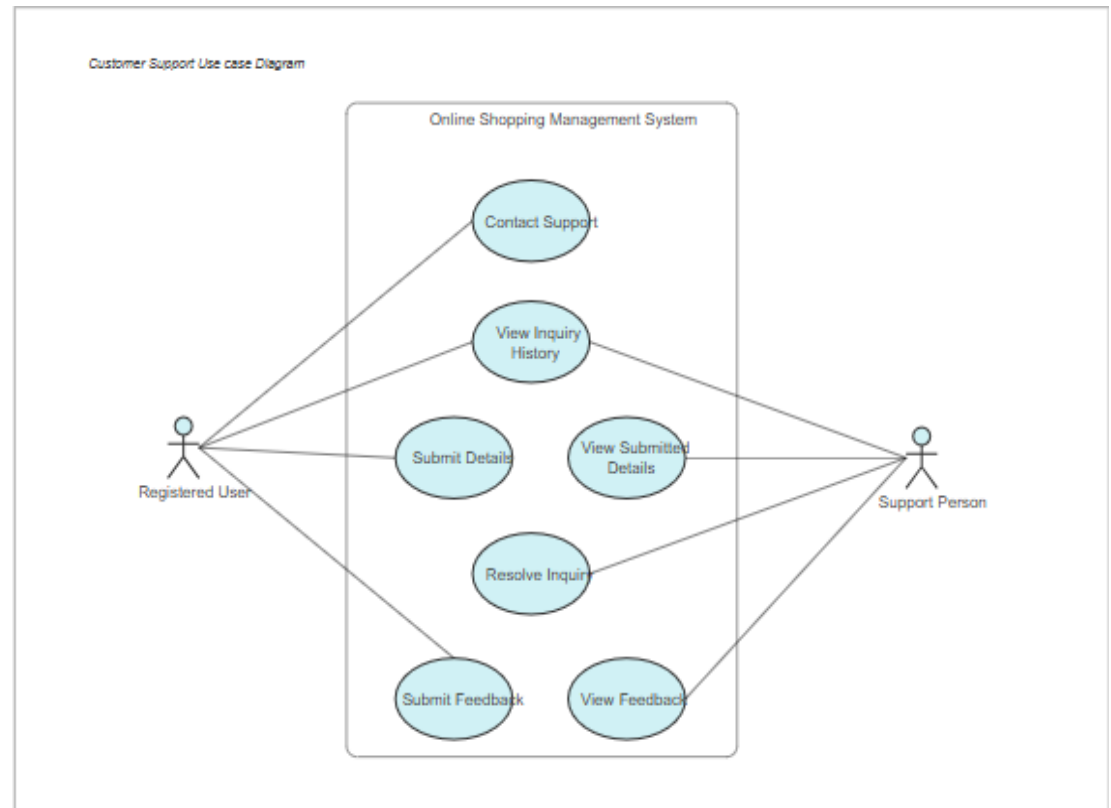 Customer Support Use case Diagram
Online Shopping Management System
Contact Support
View Inquiry
History
Submit Details
View Submitted
Details
Registered User
Support Person
Resolve Inquiry
Submit Feedback
View Feedback